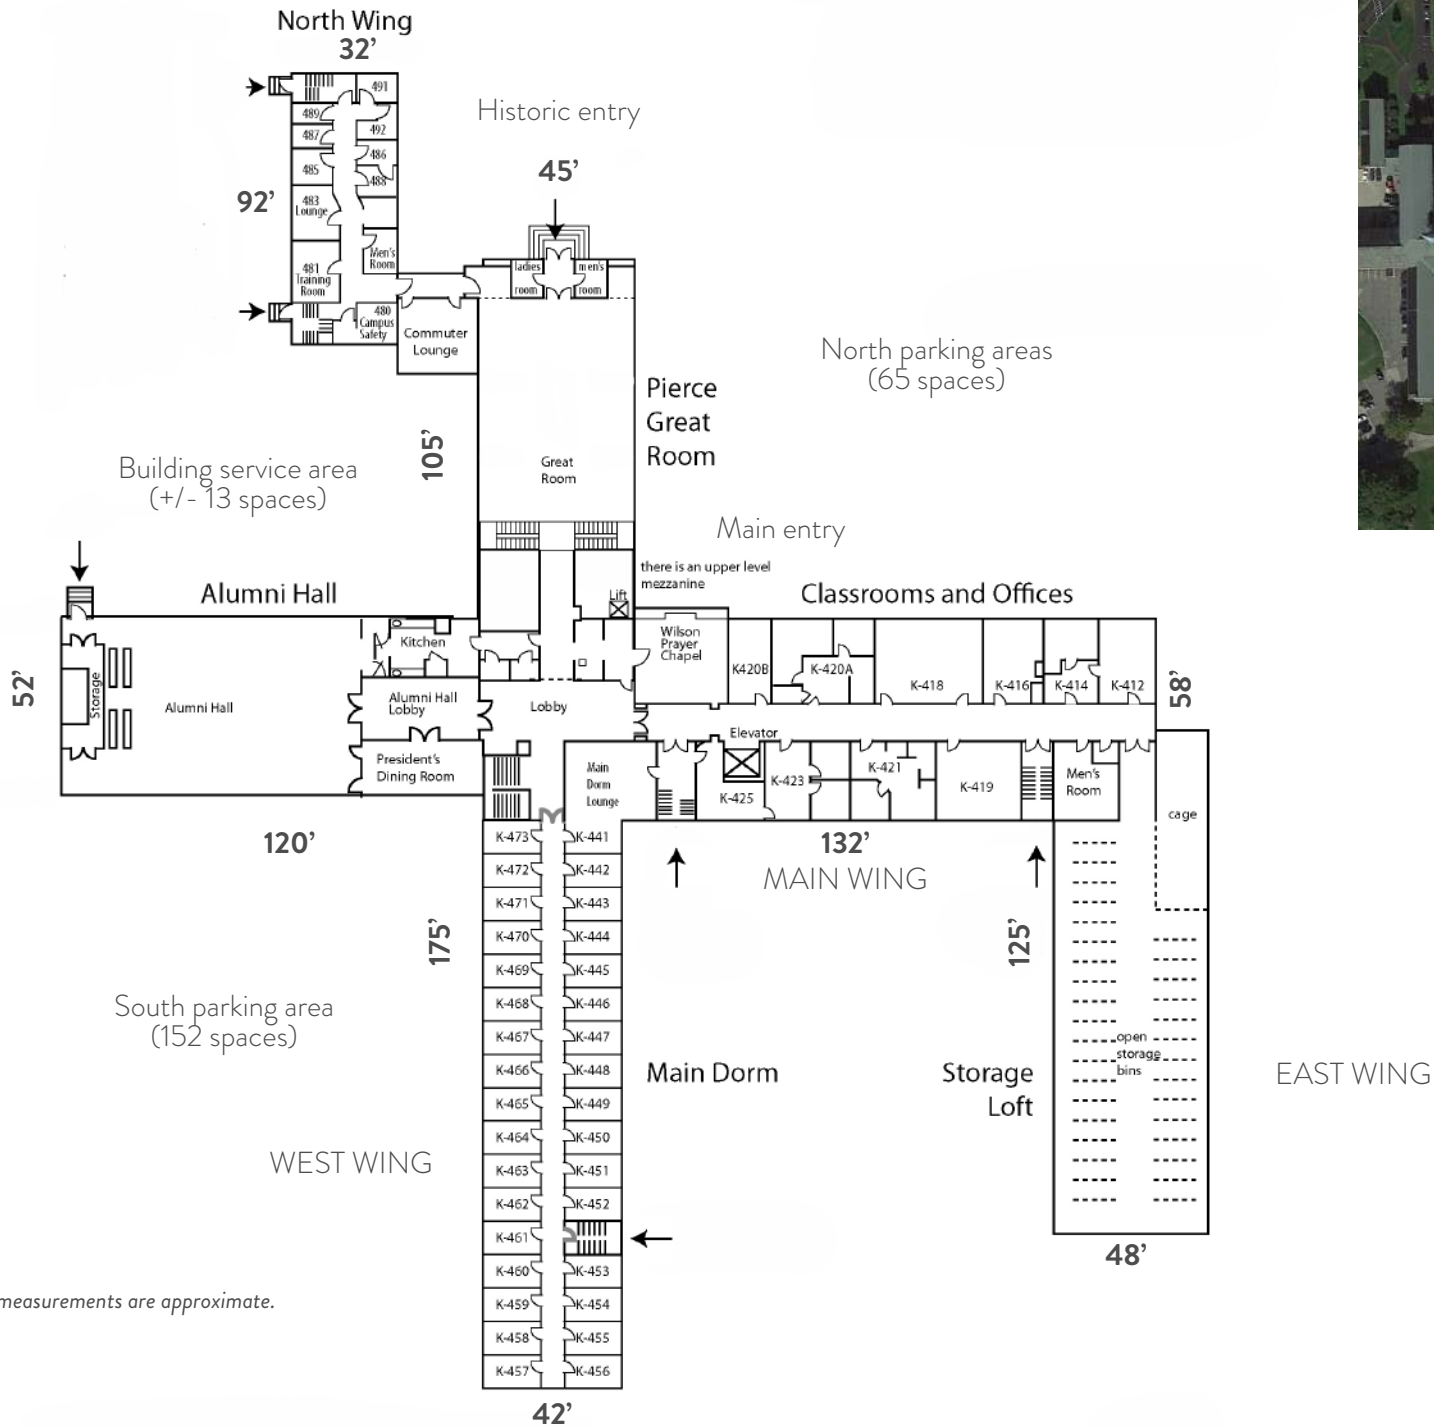 North Wing
32’
491
489
492
487
486
485
488
483
Lounge
92’
481
Training
Room
Men's
Room
480
Campus
Safety
Historic entry
45’
ladies
room
men's
room
Commuter
Lounge
North parking areas
(65 spaces)
Pierce
Great
Room
105’
Great
Room
Building service area
(+/- 13 spaces)
Main entry
there is an upper level
mezzanine
Alumni Hall
Lift
Classrooms and Offices
Kitchen
Wilson
Prayer
Chapel
K420B
K-420A
K-418
K-416
K-414
K-412
52’
58’
Storage
Alumni Hall
Alumni Hall
Lobby
Lobby
Elevator
President's
Dining Room
Main
Dorm
Lounge
K-425
K-423
K-421
K-419
Men's
Room
cage
120’
132’
MAIN WING
K-473
K-441
K-472
K-442
K-471
K-443
K-470
K-444
K-469
K-445
K-468
K-446
K-467
K-447
K-466
K-448
K-465
K-449
K-464
K-450
K-463
K-451
K-462
K-452
K-461
K-460
K-453
K-459
K-454
K-458
K-455
K-457
K-456
175’
125’
South parking area
(152 spaces)
open
storage
bins
Main Dorm
Storage
Loft
EAST WING
WEST WING
48’
measurements are approximate.
42’